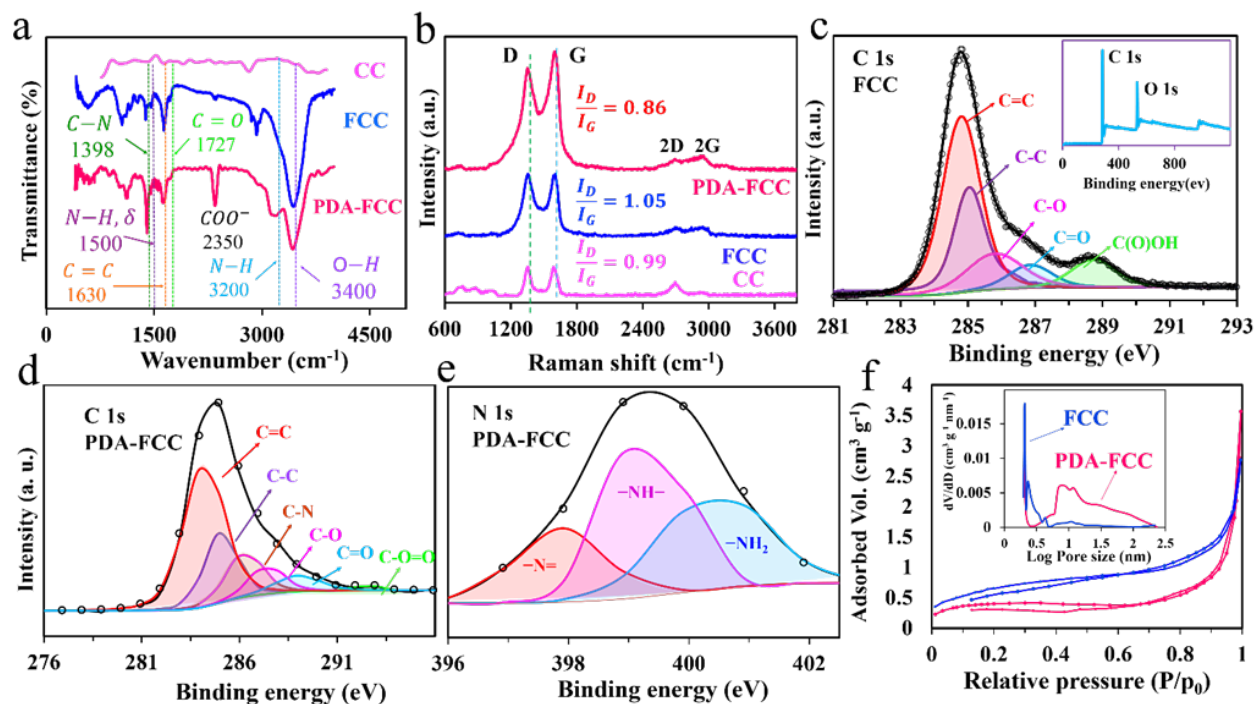 a
CC
FCC
PDA-FCC
C−N
1398
C = O
1727
N−H, δ
1500
C = C
1630
COO⁻
2350
N−H
3200
O−H
3400
Transmittance (%)
0 1500 3000 4500
Wavenumber (cm⁻¹)
b
D G
I_D/I_G = 0.86
2D 2G
PDA-FCC
I_D/I_G = 1.05
I_D/I_G = 0.99
FCC
CC
Intensity (a.u.)
600 1200 1800 2400 3000 3600
Raman shift (cm⁻¹)
c
C 1s
FCC
C=C
C-C
C-O
C=O
C(O)OH
C 1s
O 1s
0 400 800
Binding energy(ev)
Intensity (a.u.)
281 283 285 287 289 291 293
Binding energy (eV)
d
C 1s
PDA-FCC
C=C
C-C
C-N
C-O
C=O
C-O=O
Intensity (a. u.)
276 281 286 291
Binding energy (eV)
e
N 1s
PDA-FCC
−N=
−NH−
−NH₂
396 398 400 402
Binding energy (eV)
f
4
3.5
3
2.5
2
1.5
1
0.5
0
Adsorbed Vol. (cm³ g⁻¹)
0 0.2 0.4 0.6 0.8 1
Relative pressure (P/p₀)
FCC
PDA-FCC
dV/dD (cm³ g⁻¹ nm⁻¹)
0.015
0.01
0.005
0
0 0.5 1 1.5 2 2.5
Log Pore size (nm)